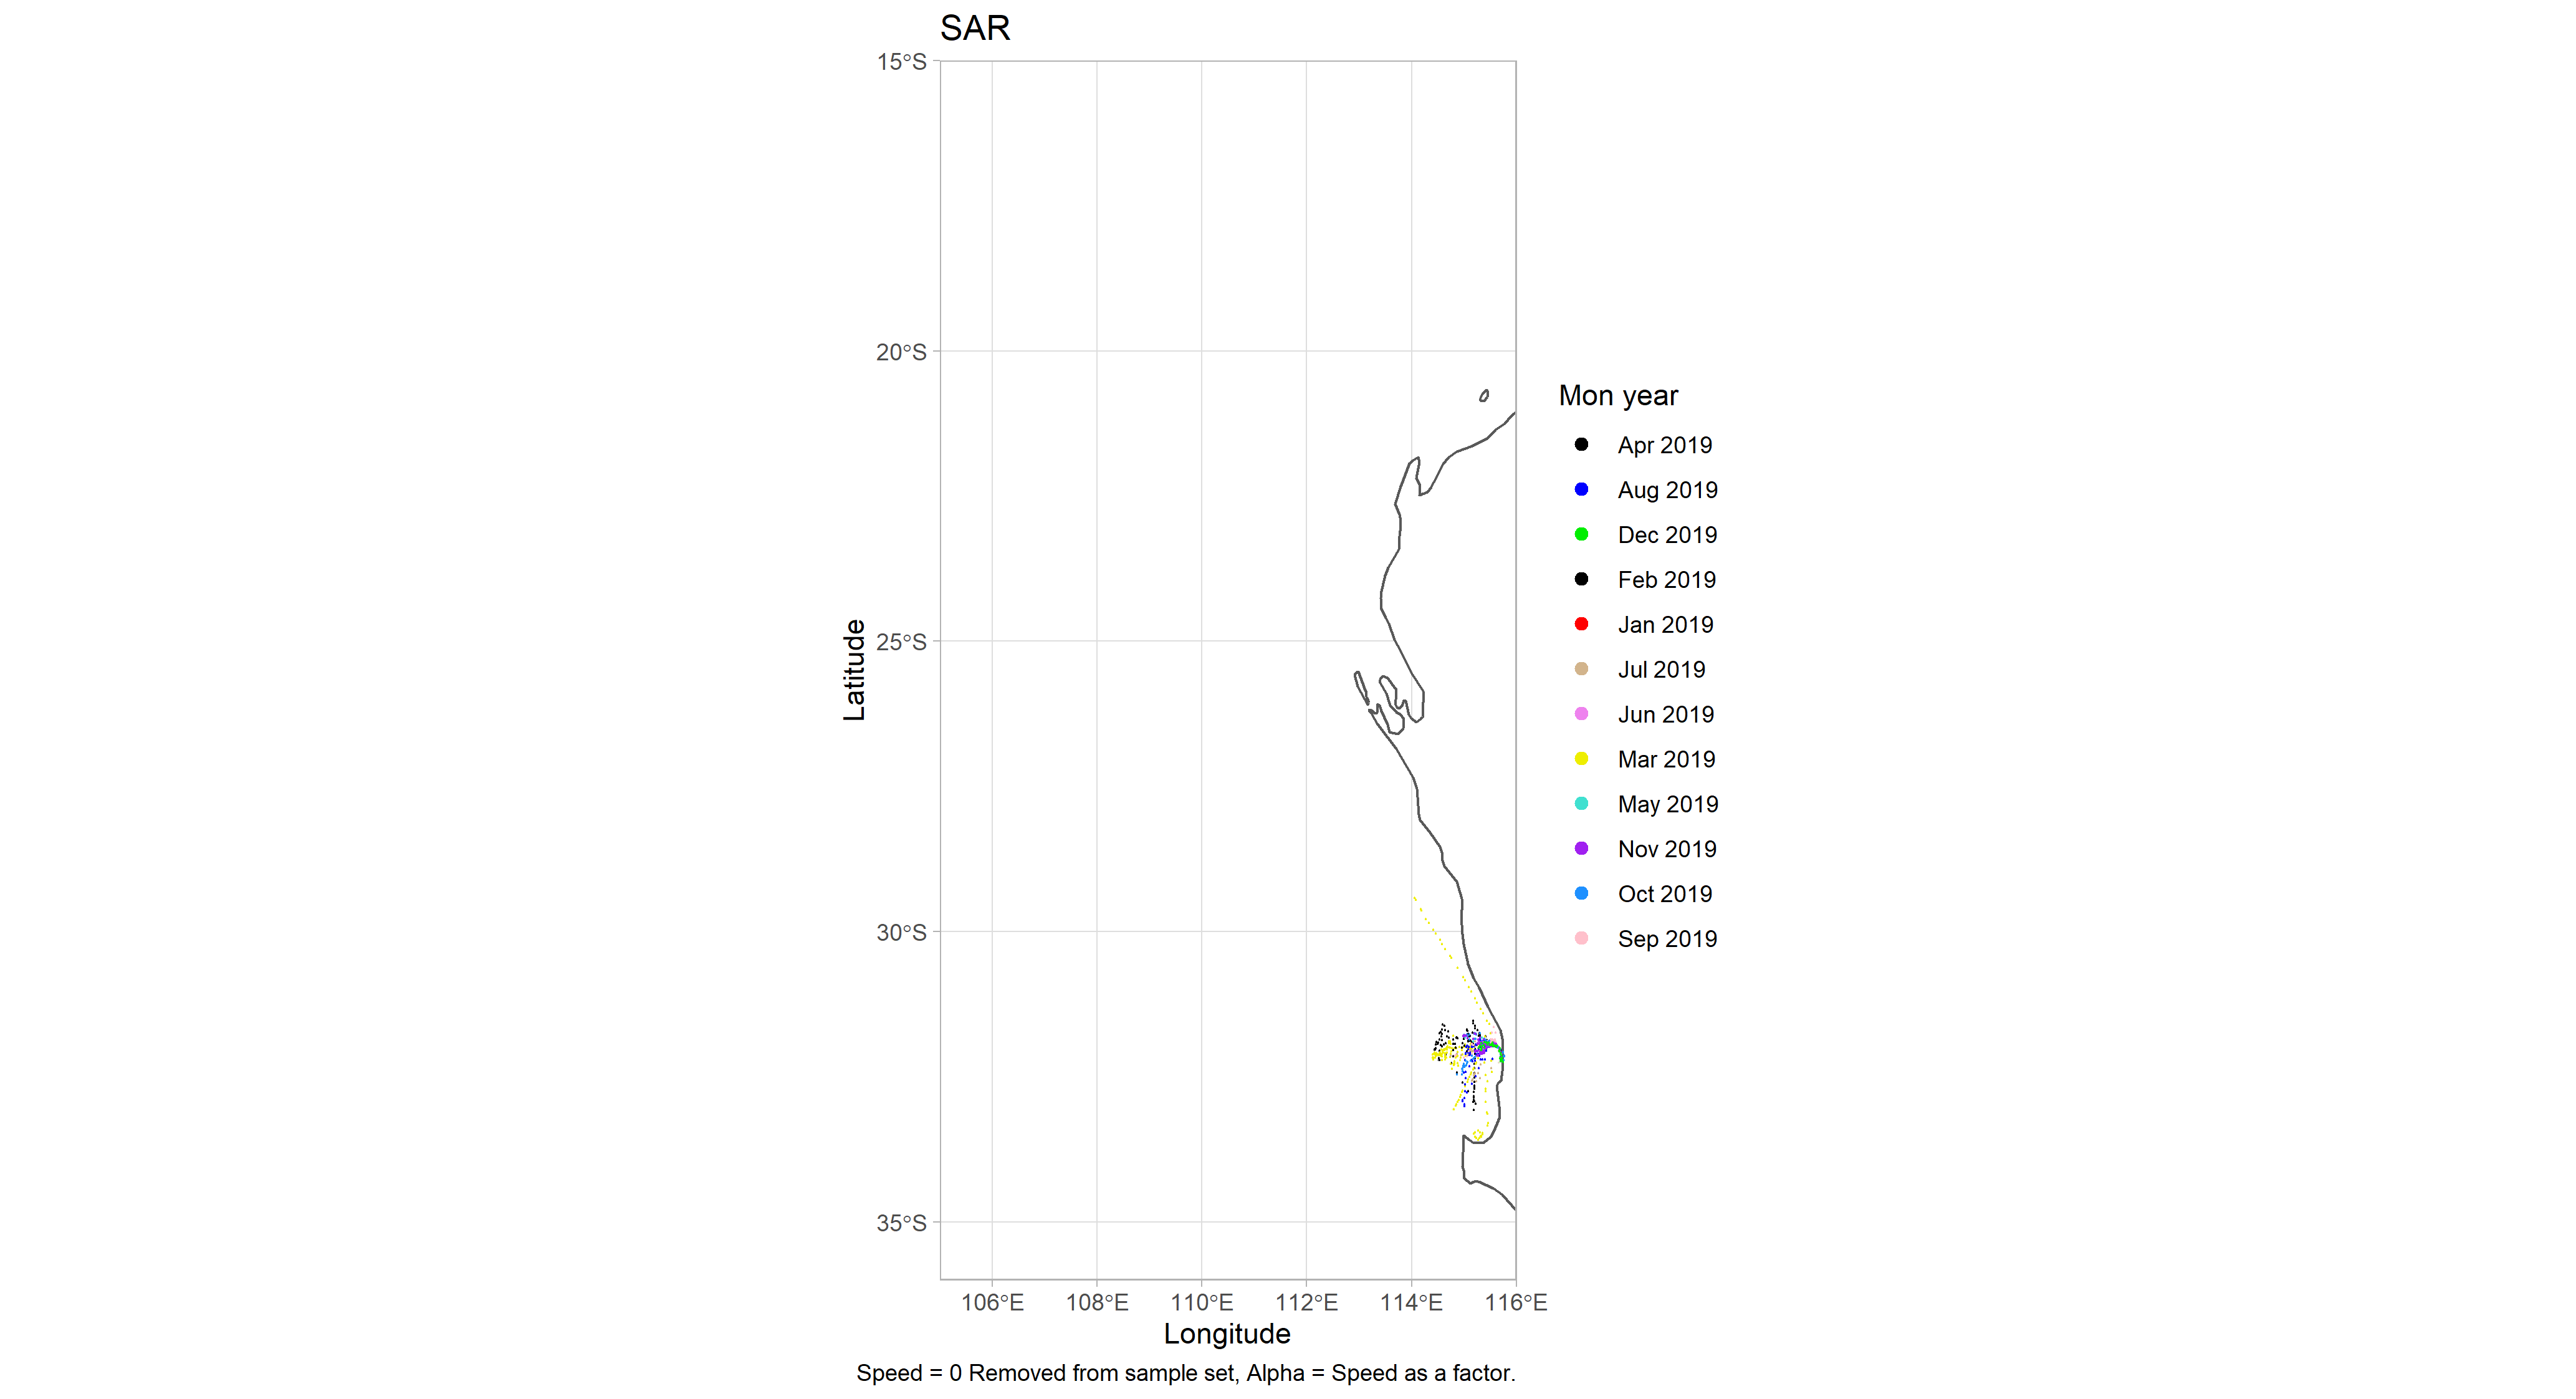 SAR
15°S
20°S
25°S
30°S
35°S
Latitude
106°E 108°E 110°E 112°E 114°E 116°E
Longitude
Speed = 0 Removed from sample set, Alpha = Speed as a factor.
Mon year
Apr 2019
Aug 2019
Dec 2019
Feb 2019
Jan 2019
Jul 2019
Jun 2019
Mar 2019
May 2019
Nov 2019
Oct 2019
Sep 2019